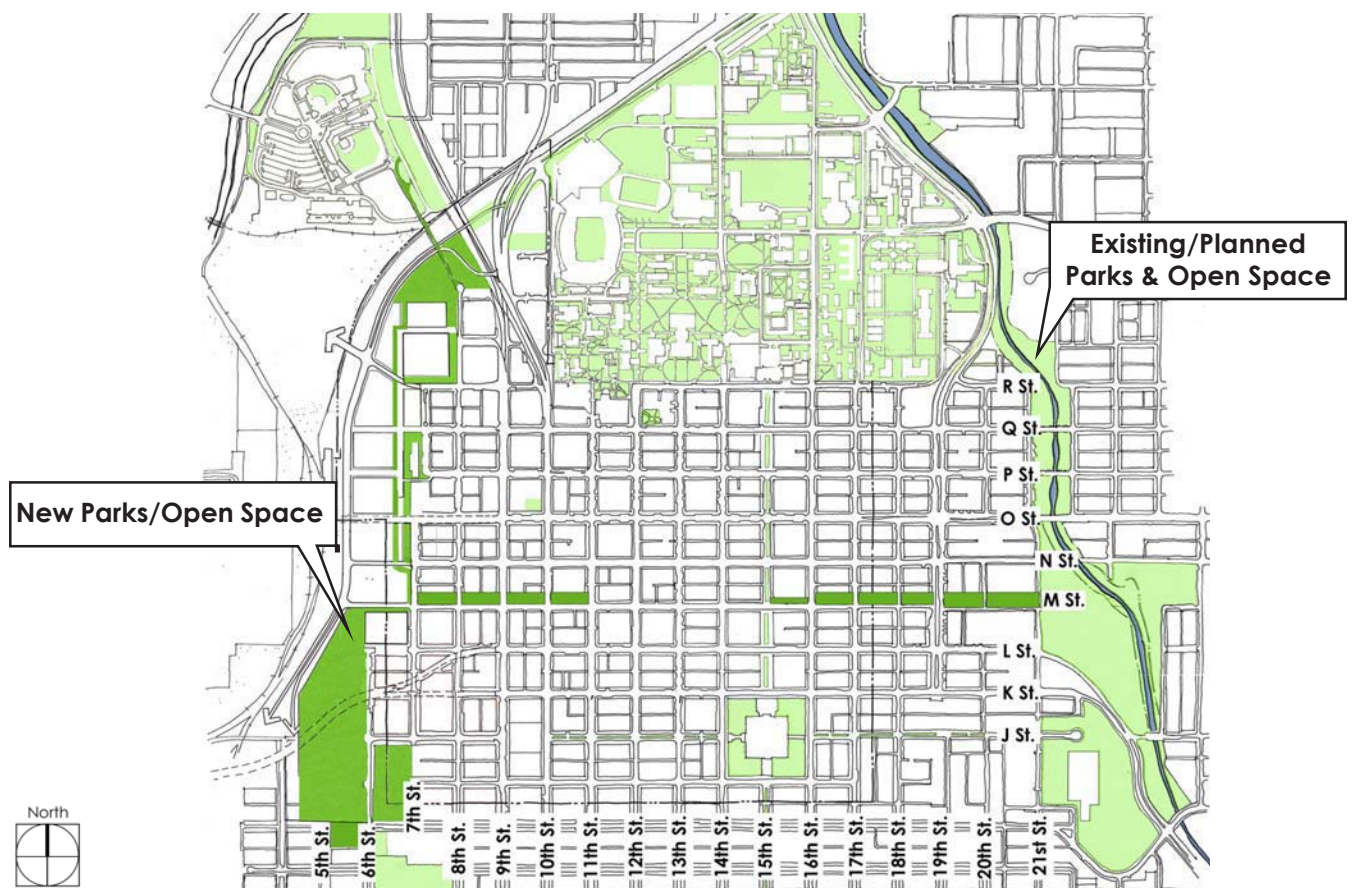 Existing/Planned
Parks & Open Space
R St.
Q St.
P St.
New Parks/Open Space
O St.
N St.
M St.
L St.
K St.
J St.
North
5th St.
6th St.
7th St.
8th St.
9th St.
10th St.
11th St.
12th St.
13th St.
14th St.
15th St.
16th St.
17th St.
18th St.
19th St.
20th St.
21st St.